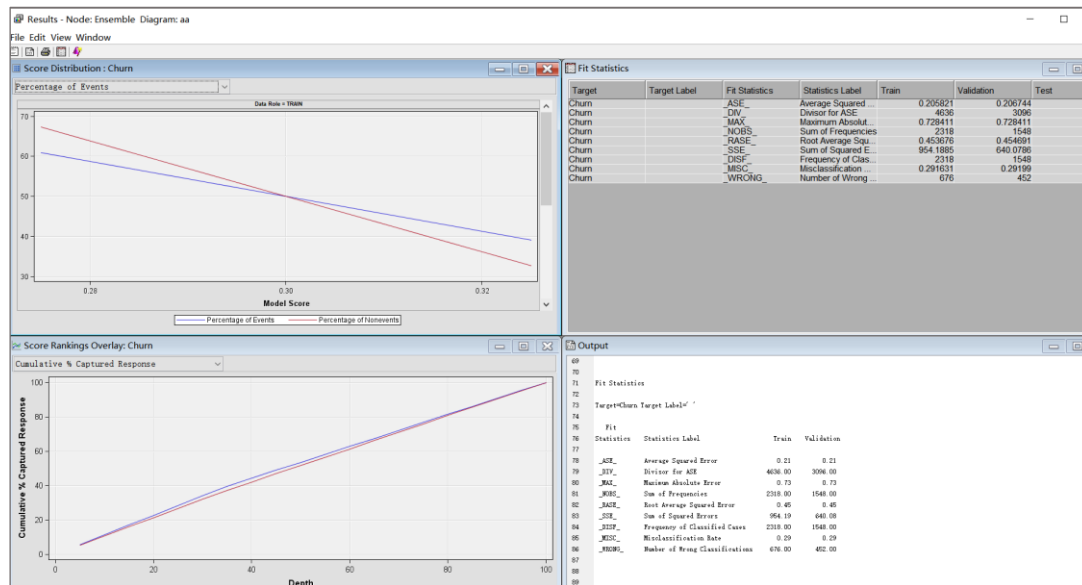 Results - Node: Ensemble Diagram: aa
File Edit View Window
Score Distribution : Churn
Percentage of Events
Data Role = TRAIN
70
60
50
40
30
0.28 0.30 0.32
Model Score
Percentage of Events Percentage of Nonevents
Fit Statistics
Target Target Label Fit Statistics Statistics Label Train Validation Test
Churn _ASE_ Average Squared ... 0.205821 0.206744
Churn _DIV_ Divisor for ASE 4636 3096
Churn _MAX_ Maximum Absolut... 0.728411 0.728411
Churn _NOBS_ Sum of Frequencies 2318 1548
Churn _RASE_ Root Average Squ... 0.453676 0.454691
Churn _SSE_ Sum of Squared E... 954.1885 640.0786
Churn _DISF_ Frequency of Clas... 2318 1548
Churn _MISC_ Misclassification ... 0.291631 0.29199
Churn _WRONG_ Number of Wrong ... 676 452
Score Rankings Overlay: Churn
Cumulative % Captured Response
Cumulative % Captured Response
100
80
60
40
20
0
0 20 40 60 80 100
Depth
Output
69
70
71 Fit Statistics
72
73 Target=Churn Target Label=' '
74
75 Fit
76 Statistics Statistics Label Train Validation
77
78 _ASE_ Average Squared Error 0.21 0.21
79 _DIV_ Divisor for ASE 4636.00 3096.00
80 _MAX_ Maximum Absolute Error 0.73 0.73
81 _NOBS_ Sum of Frequencies 2318.00 1548.00
82 _RASE_ Root Average Squared Error 0.45 0.45
83 _SSE_ Sum of Squared Errors 954.19 640.08
84 _DISF_ Frequency of Classified Cases 2318.00 1548.00
85 _MISC_ Misclassification Rate 0.29 0.29
86 _WRONG_ Number of Wrong Classifications 676.00 452.00
87
88
89